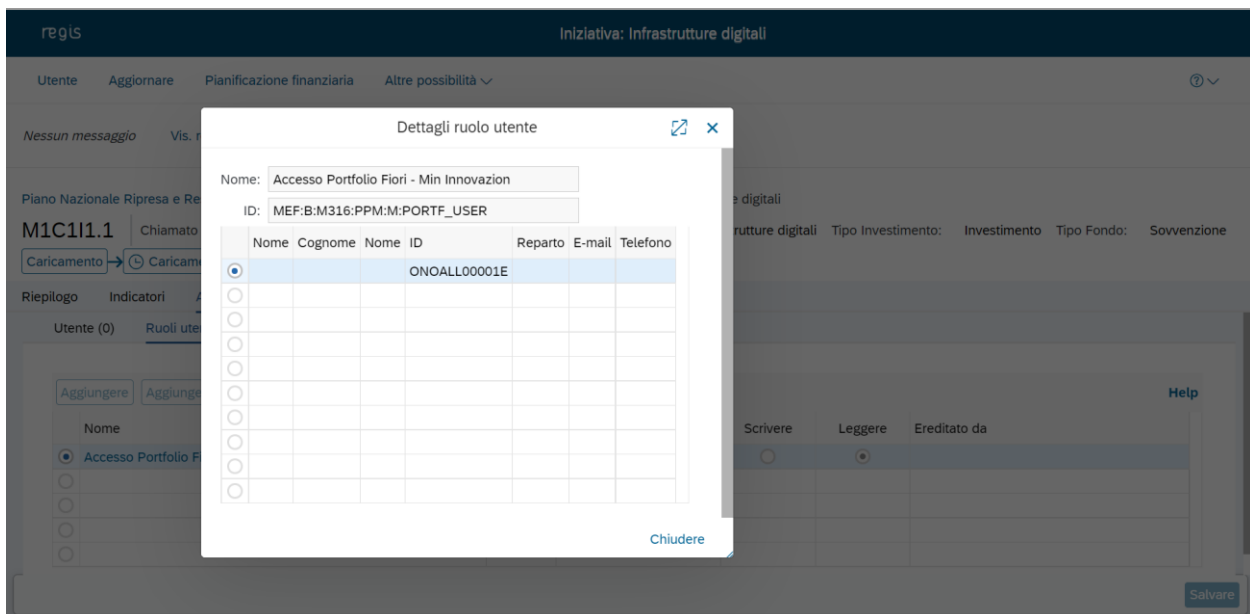 regis
Iniziativa: Infrastrutture digitali
Utente Aggiornare Pianificazione finanziaria Altre possibilità
Nessun messaggio Vis.
Dettagli ruolo utente
Nome: Accesso Portfolio Fiori - Min Innovazion
ID: MEF:B:M316:PPM:M:PORTF_USER
Piano Nazionale Ripresa e Re
e digitali
M1C1I1.1 Chiamato
rutture digitali Tipo Investimento: Investimento Tipo Fondo: Sovvenzione
Caricamento Caricam
Nome Cognome Nome ID Reparto E-mail Telefono
ONOALL00001E
Riepilogo Indicatori
Utente (0) Ruoli ute
Aggiungere Aggiunge
Help
Nome Scrivere Leggere Ereditato da
Accesso Portfolio F
Chiudere
Salvare